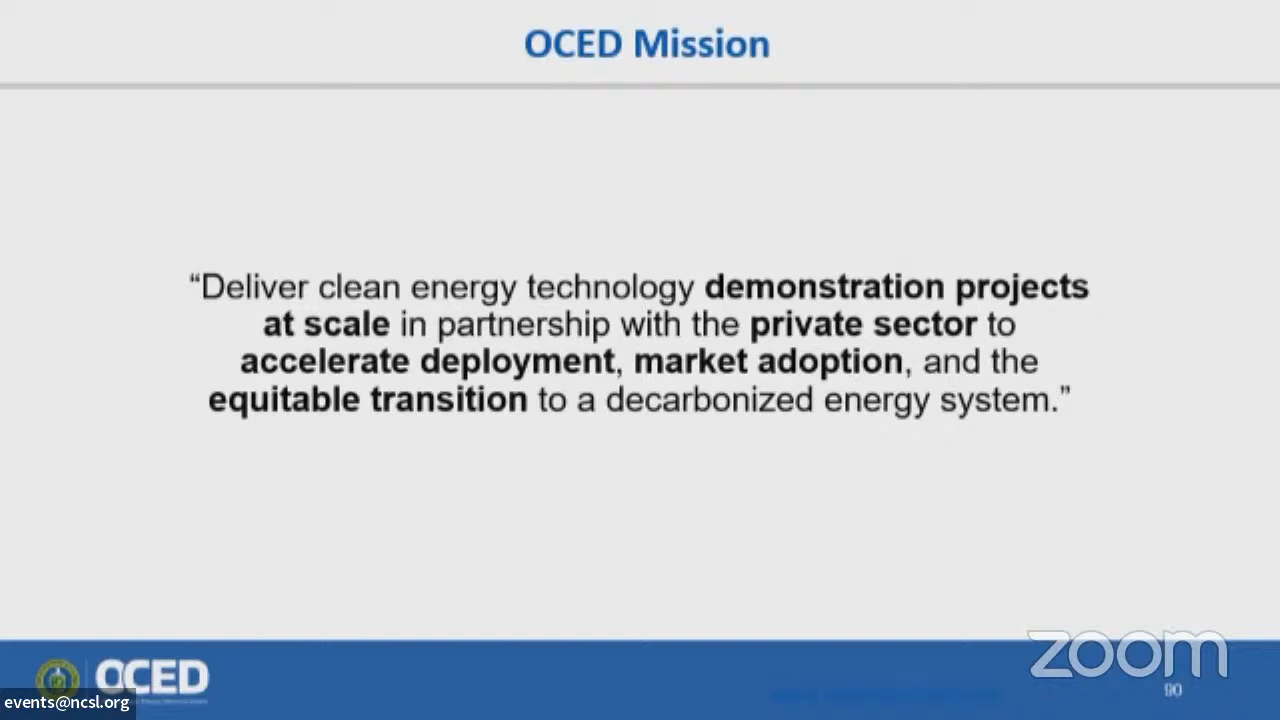 OCED Mission
“Deliver clean energy technology demonstration projects
at scale in partnership with the private sector to
accelerate deployment, market adoption, and the
equitable transition to a decarbonized energy system.”
OCED
zoom
90
events@ncsl.org